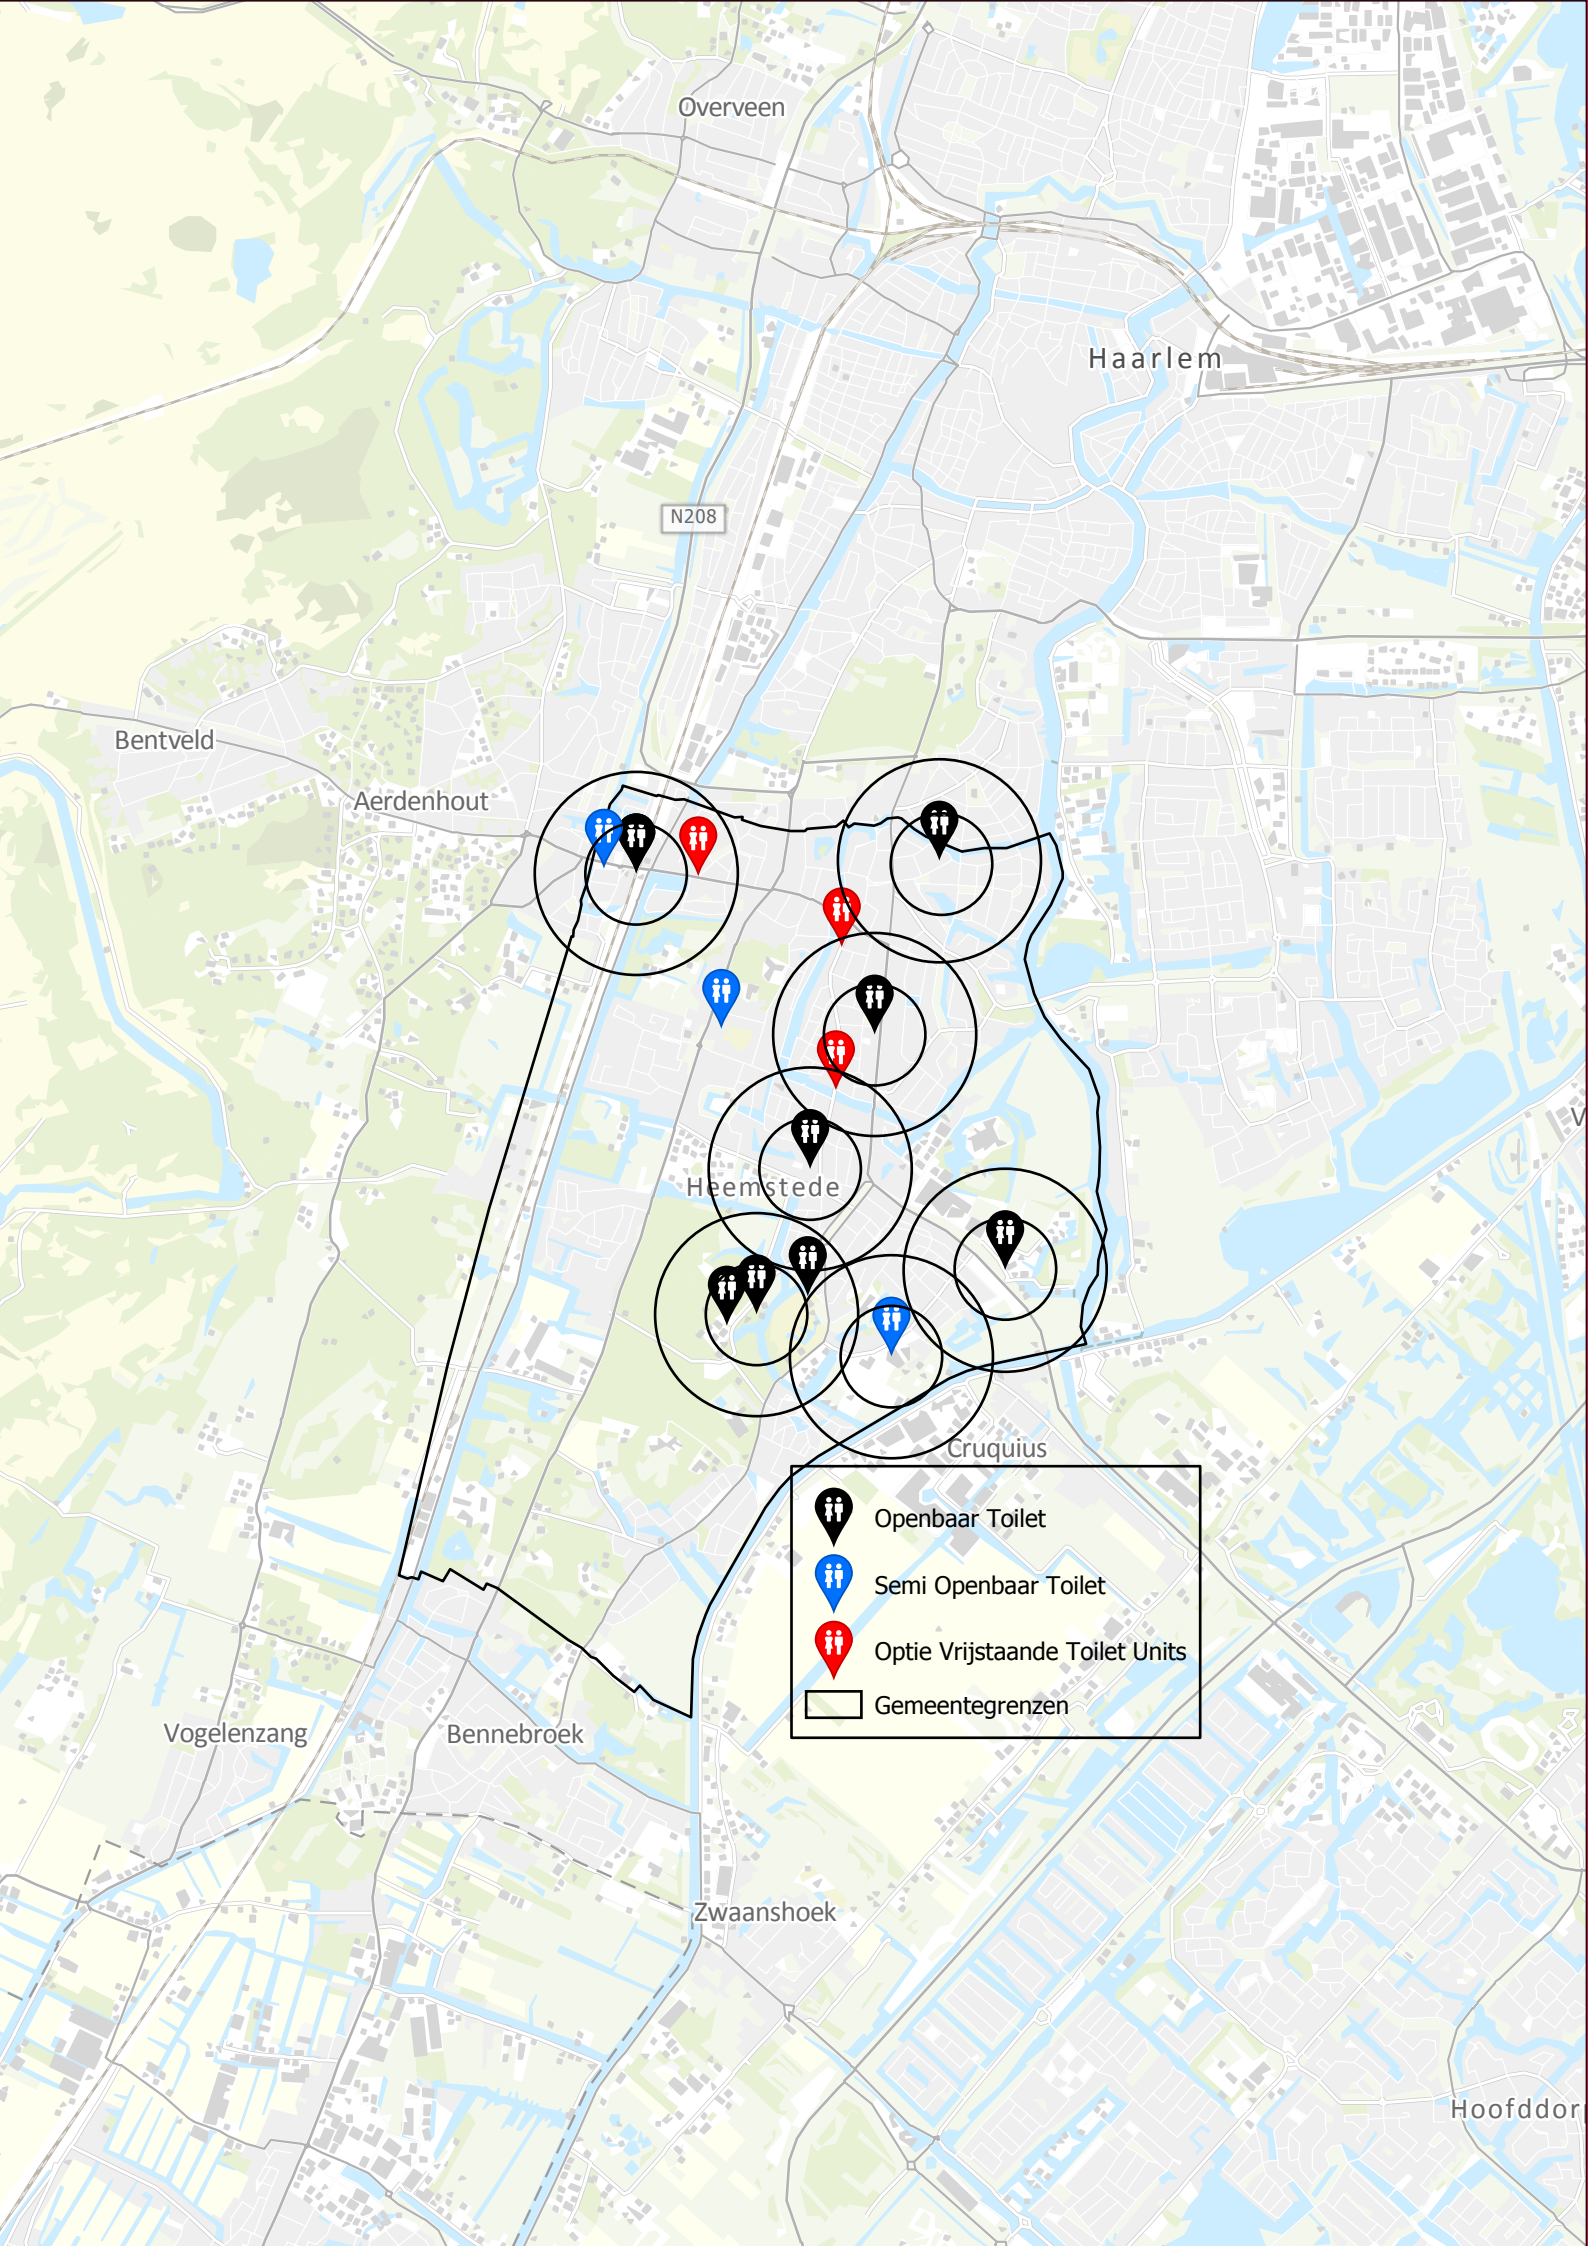 Overveen
Haarlem
N208
Bentveld
Aerdenhout
V
Heemstede
Cruquius
Openbaar Toilet
Semi Openbaar Toilet
Optie Vrijstaande Toilet Units
Gemeentegrenzen
Vogelenzang
Bennebroek
Zwaanshoek
Hoofddor